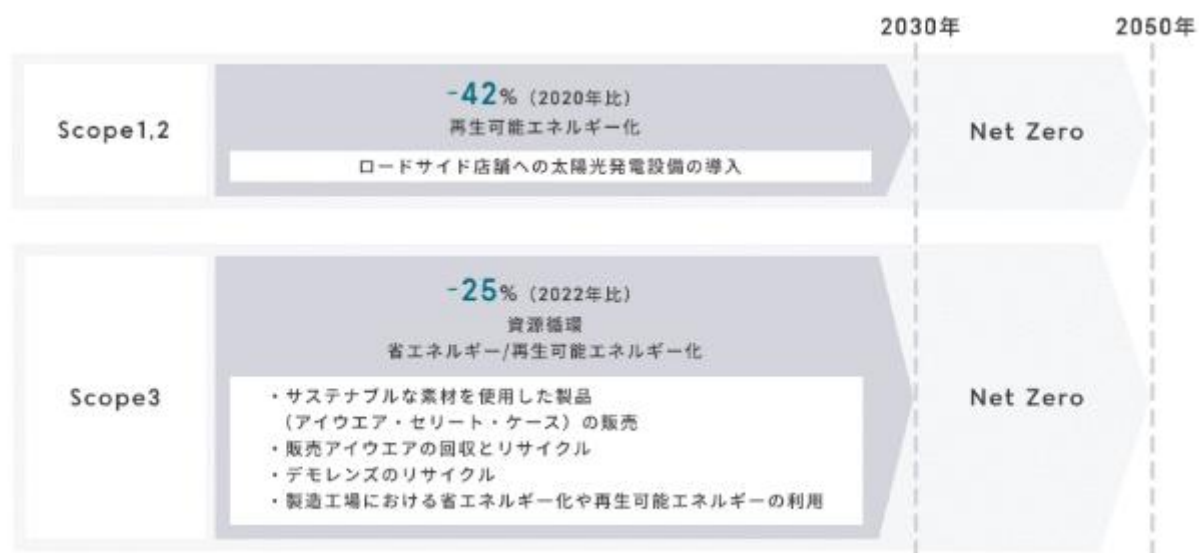 2030年 2050年
Scope1,2
-42%（2020年比）
再生可能エネルギー化
ロードサイド店舗への太陽光発電設備の導入
Net Zero
Scope3
-25%（2022年比）
資源循環
省エネルギー/再生可能エネルギー化
・サステナブルな素材を使用した製品
（アイウエア・セリート・ケース）の販売
・販売アイウエアの回収とリサイクル
・デモレンズのリサイクル
・製造工場における省エネルギー化や再生可能エネルギーの利用
Net Zero